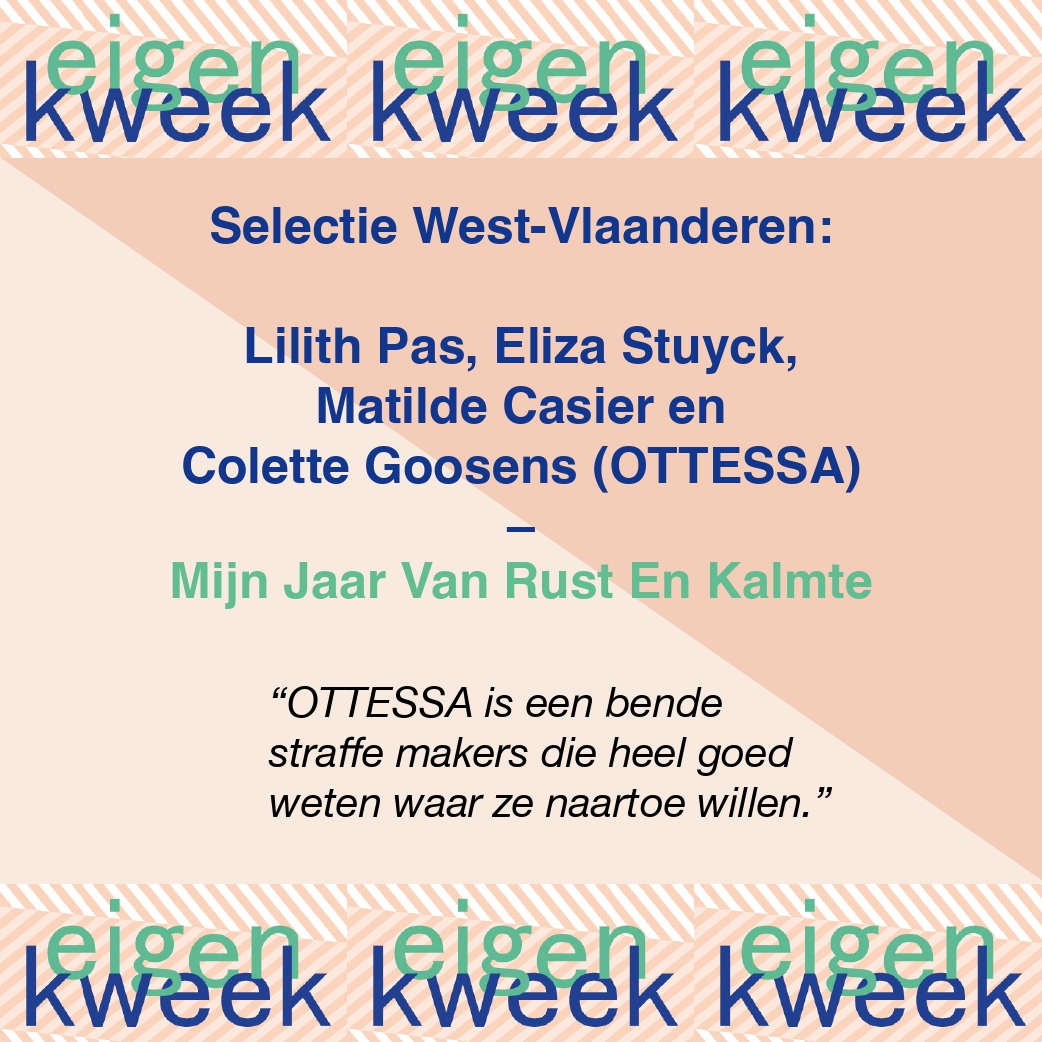 eigen eigen eigen
kweek kweek kweek
Selectie West-Vlaanderen:
Lilith Pas, Eliza Stuyck,
Matilde Casier en
Colette Goosens (OTTESSA)
–
Mijn Jaar Van Rust En Kalmte
“OTTESSA is een bende
straffe makers die heel goed
weten waar ze naartoe willen.”
eigen eigen eigen
kweek kweek kweek